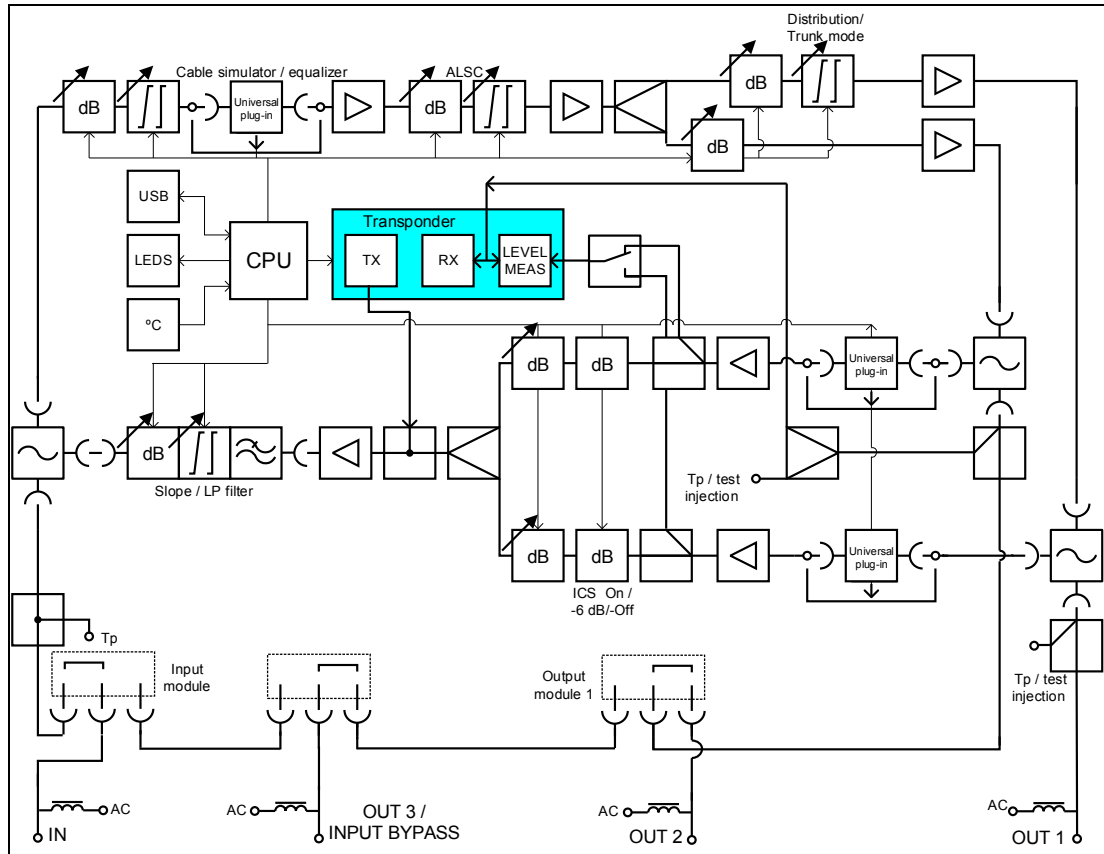 Distribution/
Trunk mode
Cable simulator / equalizer
ALSC
dB
Universal
plug-in
dB
dB
dB
USB
LEDS
ºC
CPU
Transponder
TX
RX
LEVEL
MEAS
dB
dB
Universal
plug-in
dB
Slope / LP filter
Tp / test
injection
dB
dB
Universal
plug-in
ICS On /
-6 dB/-Off
Tp
Input
module
Output
module 1
Tp / test
injection
AC
IN
AC
OUT 3 /
INPUT BYPASS
AC
OUT 2
AC
OUT 1